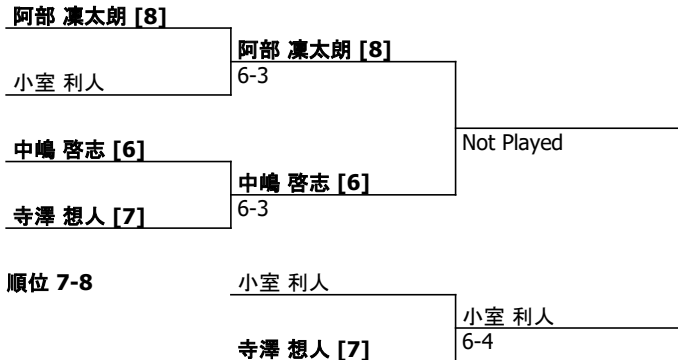 阿部 凜太朗 [8]
阿部 凜太朗 [8]
小室 利人
6-3
中嶋 啓志 [6]
Not Played
中嶋 啓志 [6]
寺澤 想人 [7]
6-3
順位 7-8
小室 利人
小室 利人
寺澤 想人 [7]
6-4